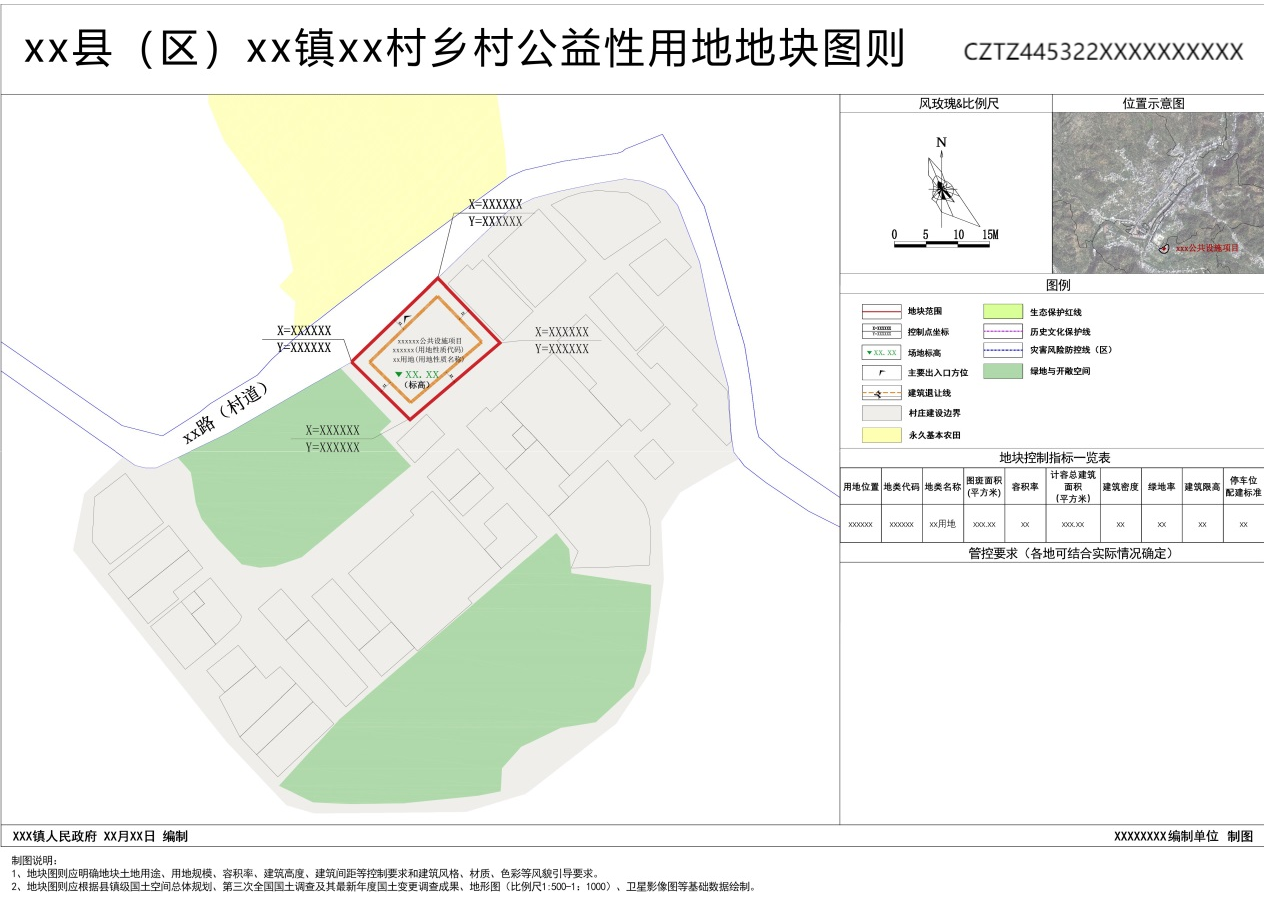 xx县（区）xx镇xx村乡村公益性用地地块图则
CZTZ445322XXXXXXXXXX
风玫瑰&比例尺
位置示意图
N
0 5 10 15M
xxx公共设施项目
X=XXXXXX
Y=XXXXXX
X=XXXXXX
Y=XXXXXX
X=XXXXXX
Y=XXXXXX
X=XXXXXX
Y=XXXXXX
xxxxxx公共设施项目
xxxxxx(用地性质代码)
xx用地(用地性质名称)
XX. XX
(标高)
xx路（村道）
图例
地块范围
X=XXXXXX
Y=XXXXXX
控制点坐标
XX. XX
场地标高
主要出入口方位
建筑退让线
村庄建设边界
永久基本农田
生态保护红线
历史文化保护线
灾害风险防控线（区）
绿地与开敞空间
地块控制指标一览表
用地位置 地类代码 地类名称 图斑面积(平方米) 容积率 计容总建筑面积(平方米) 建筑密度 绿地率 建筑限高 停车位配建标准
xxxxxx xxxxxx xx用地 xxx.xx xx xxx.xx xx xx xx xx
管控要求（各地可结合实际情况确定）
XXX镇人民政府 XX月XX日 编制
XXXXXXXX编制单位 制图
制图说明：
1、地块图则应明确地块土地用途、用地规模、容积率、建筑高度、建筑间距等控制要求和建筑风格、材质、色彩等风貌引导要求。
2、地块图则应根据县镇级国土空间总体规划、第三次全国国土调查及其最新年度国土变更调查成果、地形图（比例尺1:500-1：1000）、卫星影像图等基础数据绘制。